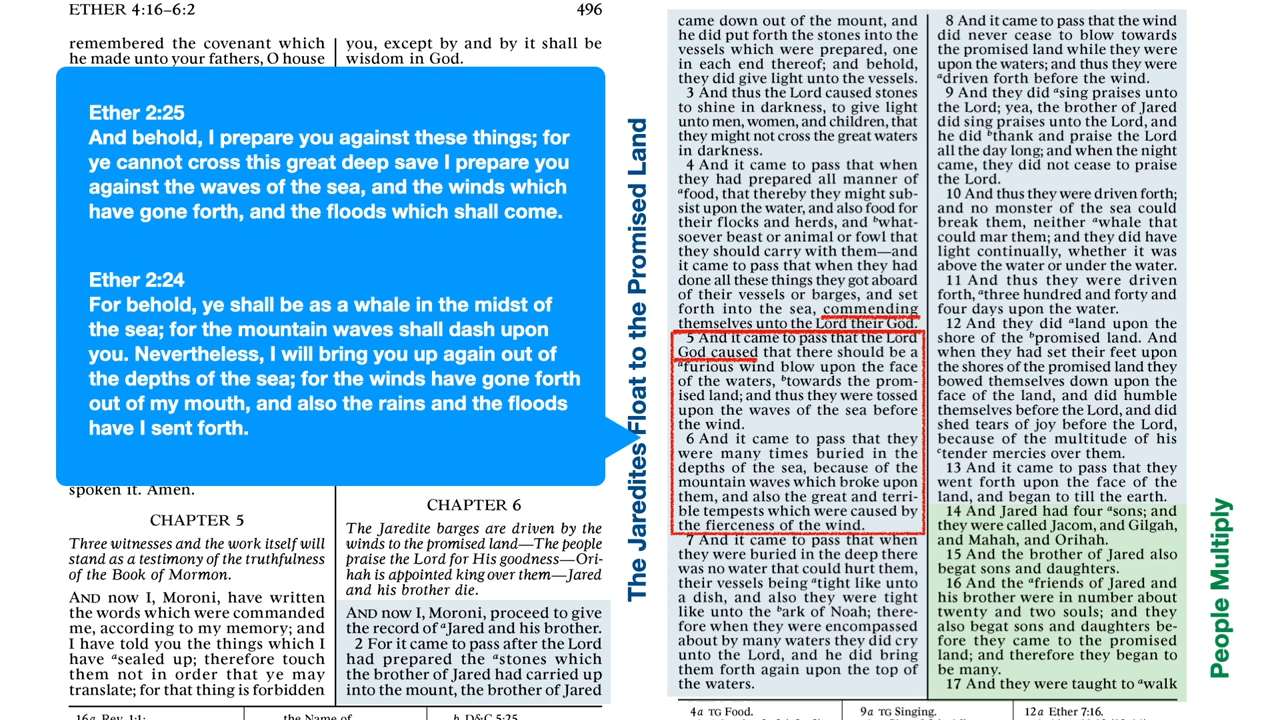 ETHER 4:16–6:2
496
remembered the covenant which
he made unto your fathers, O house
you, except by and by it shall be
wisdom in God.
Ether 2:25
And behold, I prepare you against these things; for
ye cannot cross this great deep save I prepare you
against the waves of the sea, and the winds which
have gone forth, and the floods which shall come.
Ether 2:24
For behold, ye shall be as a whale in the midst of
the sea; for the mountain waves shall dash upon
you. Nevertheless, I will bring you up again out of
the depths of the sea; for the winds have gone forth
out of my mouth, and also the rains and the floods
have I sent forth.
spoken it. Amen.
CHAPTER 5
Three witnesses and the work itself will
stand as a testimony of the truthfulness
of the Book of Mormon.
AND now I, Moroni, have written
the words which were commanded
me, according to my memory; and
I have told you the things which I
have asealed up; therefore touch
them not in order that ye may
translate; for that thing is forbidden
CHAPTER 6
The Jaredite barges are driven by the
winds to the promised land—The people
praise the Lord for His goodness—Ori-
hah is appointed king over them—Jared
and his brother die.
AND now I, Moroni, proceed to give
the record of aJared and his brother.
2 For it came to pass after the Lord
had prepared the astones which
the brother of Jared had carried up
into the mount, the brother of Jared
16a Rev. 1:1;
the Name of
b D&C 5:25
The Jaredites Float to the Promised Land
came down out of the mount, and
he did put forth the stones into the
vessels which were prepared, one
in each end thereof; and behold,
they did give light unto the vessels.
3 And thus the Lord caused stones
to shine in darkness, to give light
unto men, women, and children, that
they might not cross the great waters
in darkness.
4 And it came to pass that when
they had prepared all manner of
afood, that thereby they might sub-
sist upon the water, and also food for
their flocks and herds, and bwhat-
soever beast or animal or fowl that
they should carry with them—and
it came to pass that when they had
done all these things they got aboard
of their vessels or barges, and set
forth into the sea, commending
themselves unto the Lord their God.
5 And it came to pass that the Lord
God caused that there should be a
afurious wind blow upon the face
of the waters, btowards the prom-
ised land; and thus they were tossed
upon the waves of the sea before
the wind.
6 And it came to pass that they
were many times buried in the
depths of the sea, because of the
mountain waves which broke upon
them, and also the great and terri-
ble tempests which were caused by
the fierceness of the wind.
7 And it came to pass that when
they were buried in the deep there
was no water that could hurt them,
their vessels being atight like unto
a dish, and also they were tight
like unto the bark of Noah; there-
fore when they were encompassed
about by many waters they did cry
unto the Lord, and he did bring
them forth again upon the top of
the waters.
8 And it came to pass that the wind
did never cease to blow towards
the promised land while they were
upon the waters; and thus they were
adriven forth before the wind.
9 And they did asing praises unto
the Lord; yea, the brother of Jared
did sing praises unto the Lord, and
he did bthank and praise the Lord
all the day long; and when the night
came, they did not cease to praise
the Lord.
10 And thus they were driven forth;
and no monster of the sea could
break them, neither awhale that
could mar them; and they did have
light continually, whether it was
above the water or under the water.
11 And thus they were driven
forth, athree hundred and forty and
four days upon the water.
12 And they did aland upon the
shore of the bpromised land. And
when they had set their feet upon
the shores of the promised land they
bowed themselves down upon the
face of the land, and did humble
themselves before the Lord, and did
shed tears of joy before the Lord,
because of the multitude of his
ctender mercies over them.
13 And it came to pass that they
went forth upon the face of the
land, and began to till the earth.
14 And Jared had four asons; and
they were called Jacom, and Gilgah,
and Mahah, and Orihah.
15 And the brother of Jared also
begat sons and daughters.
16 And the afriends of Jared and
his brother were in number about
twenty and two souls; and they
also begat sons and daughters be-
fore they came to the promised
land; and therefore they began to
be many.
17 And they were taught to awalk
4a TG Food.
9a TG Singing.
12a Ether 7:16.
People Multiply